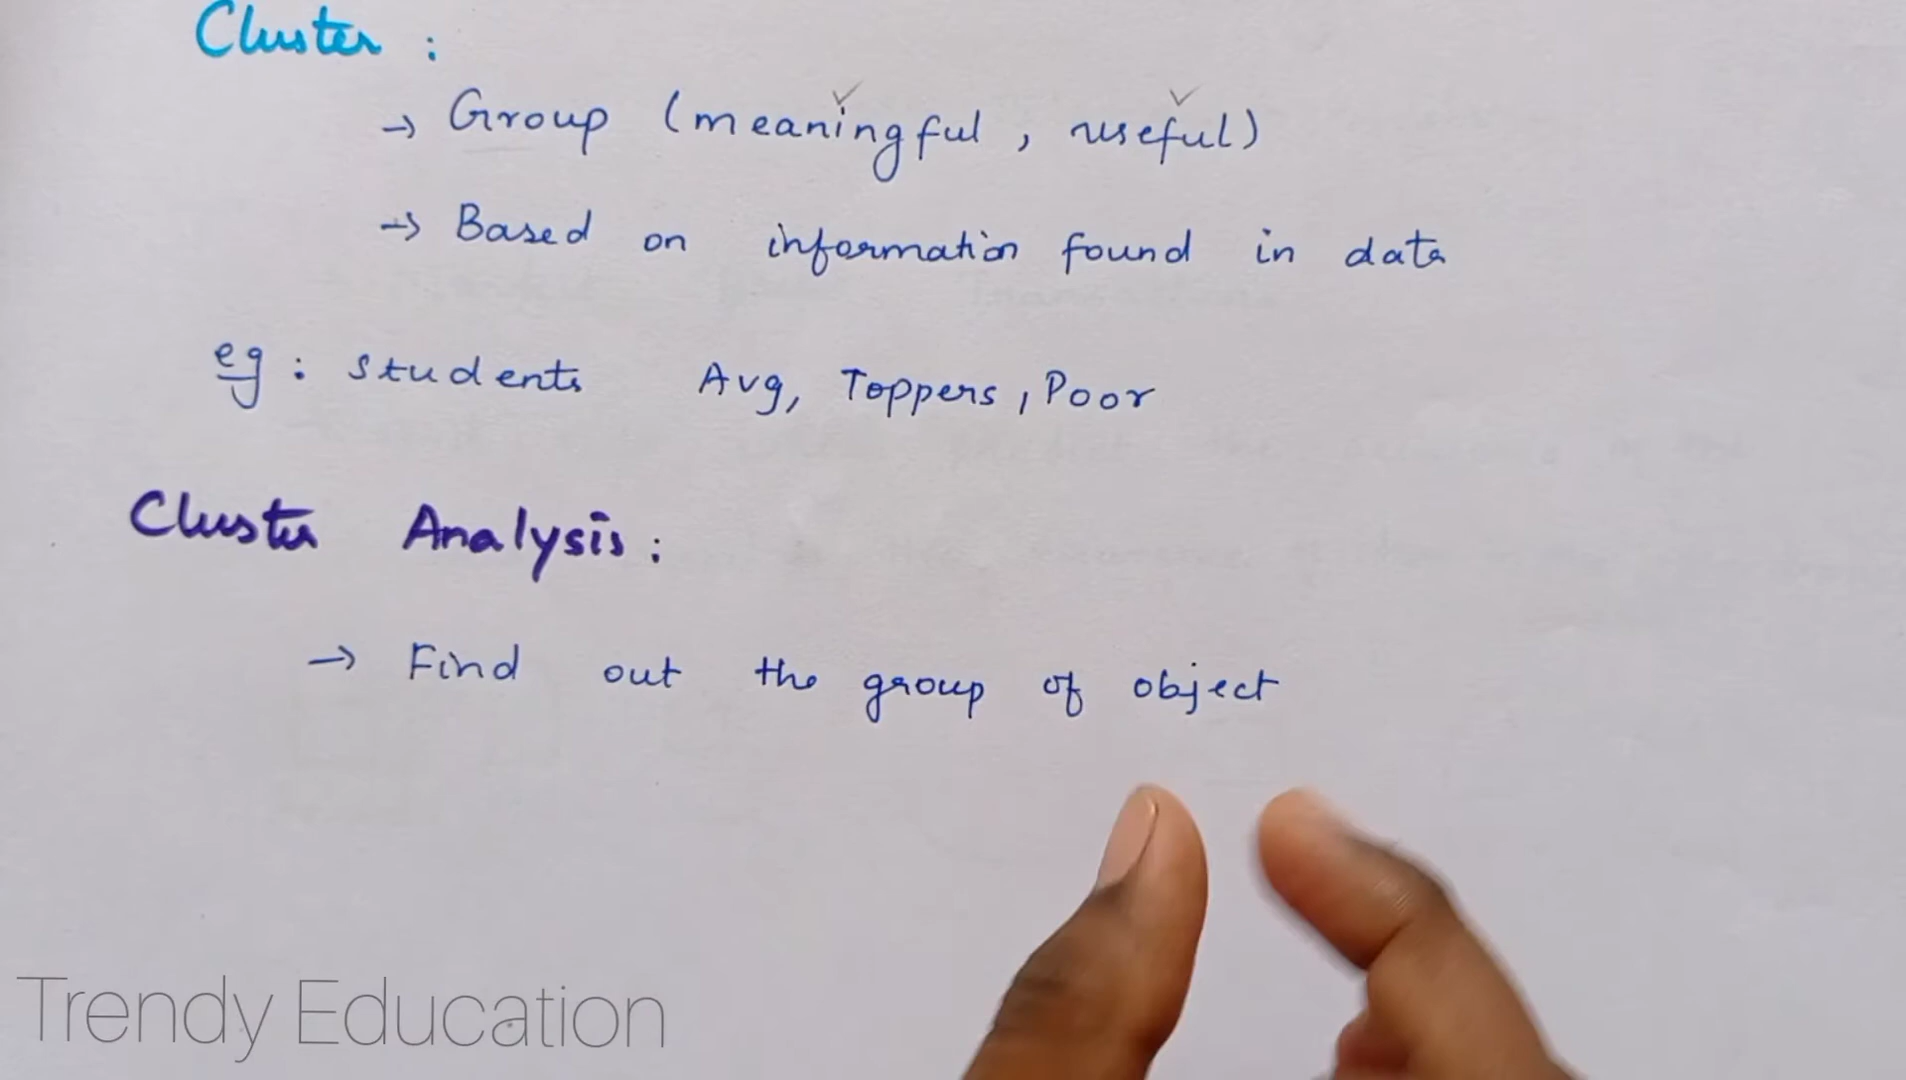 Cluster :
→ Group (meaningful, useful)
→ Based on information found in data
eg : students Avg, Toppers, Poor
Cluster Analysis :
→ Find out the group of object
Trendy Education